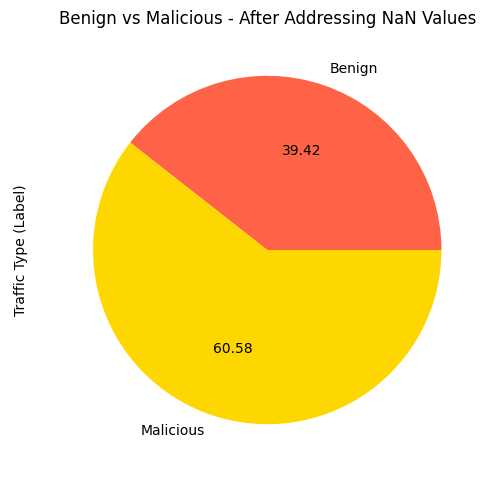 Benign vs Malicious - After Addressing NaN Values
Benign
39.42
Traffic Type (Label)
60.58
Malicious